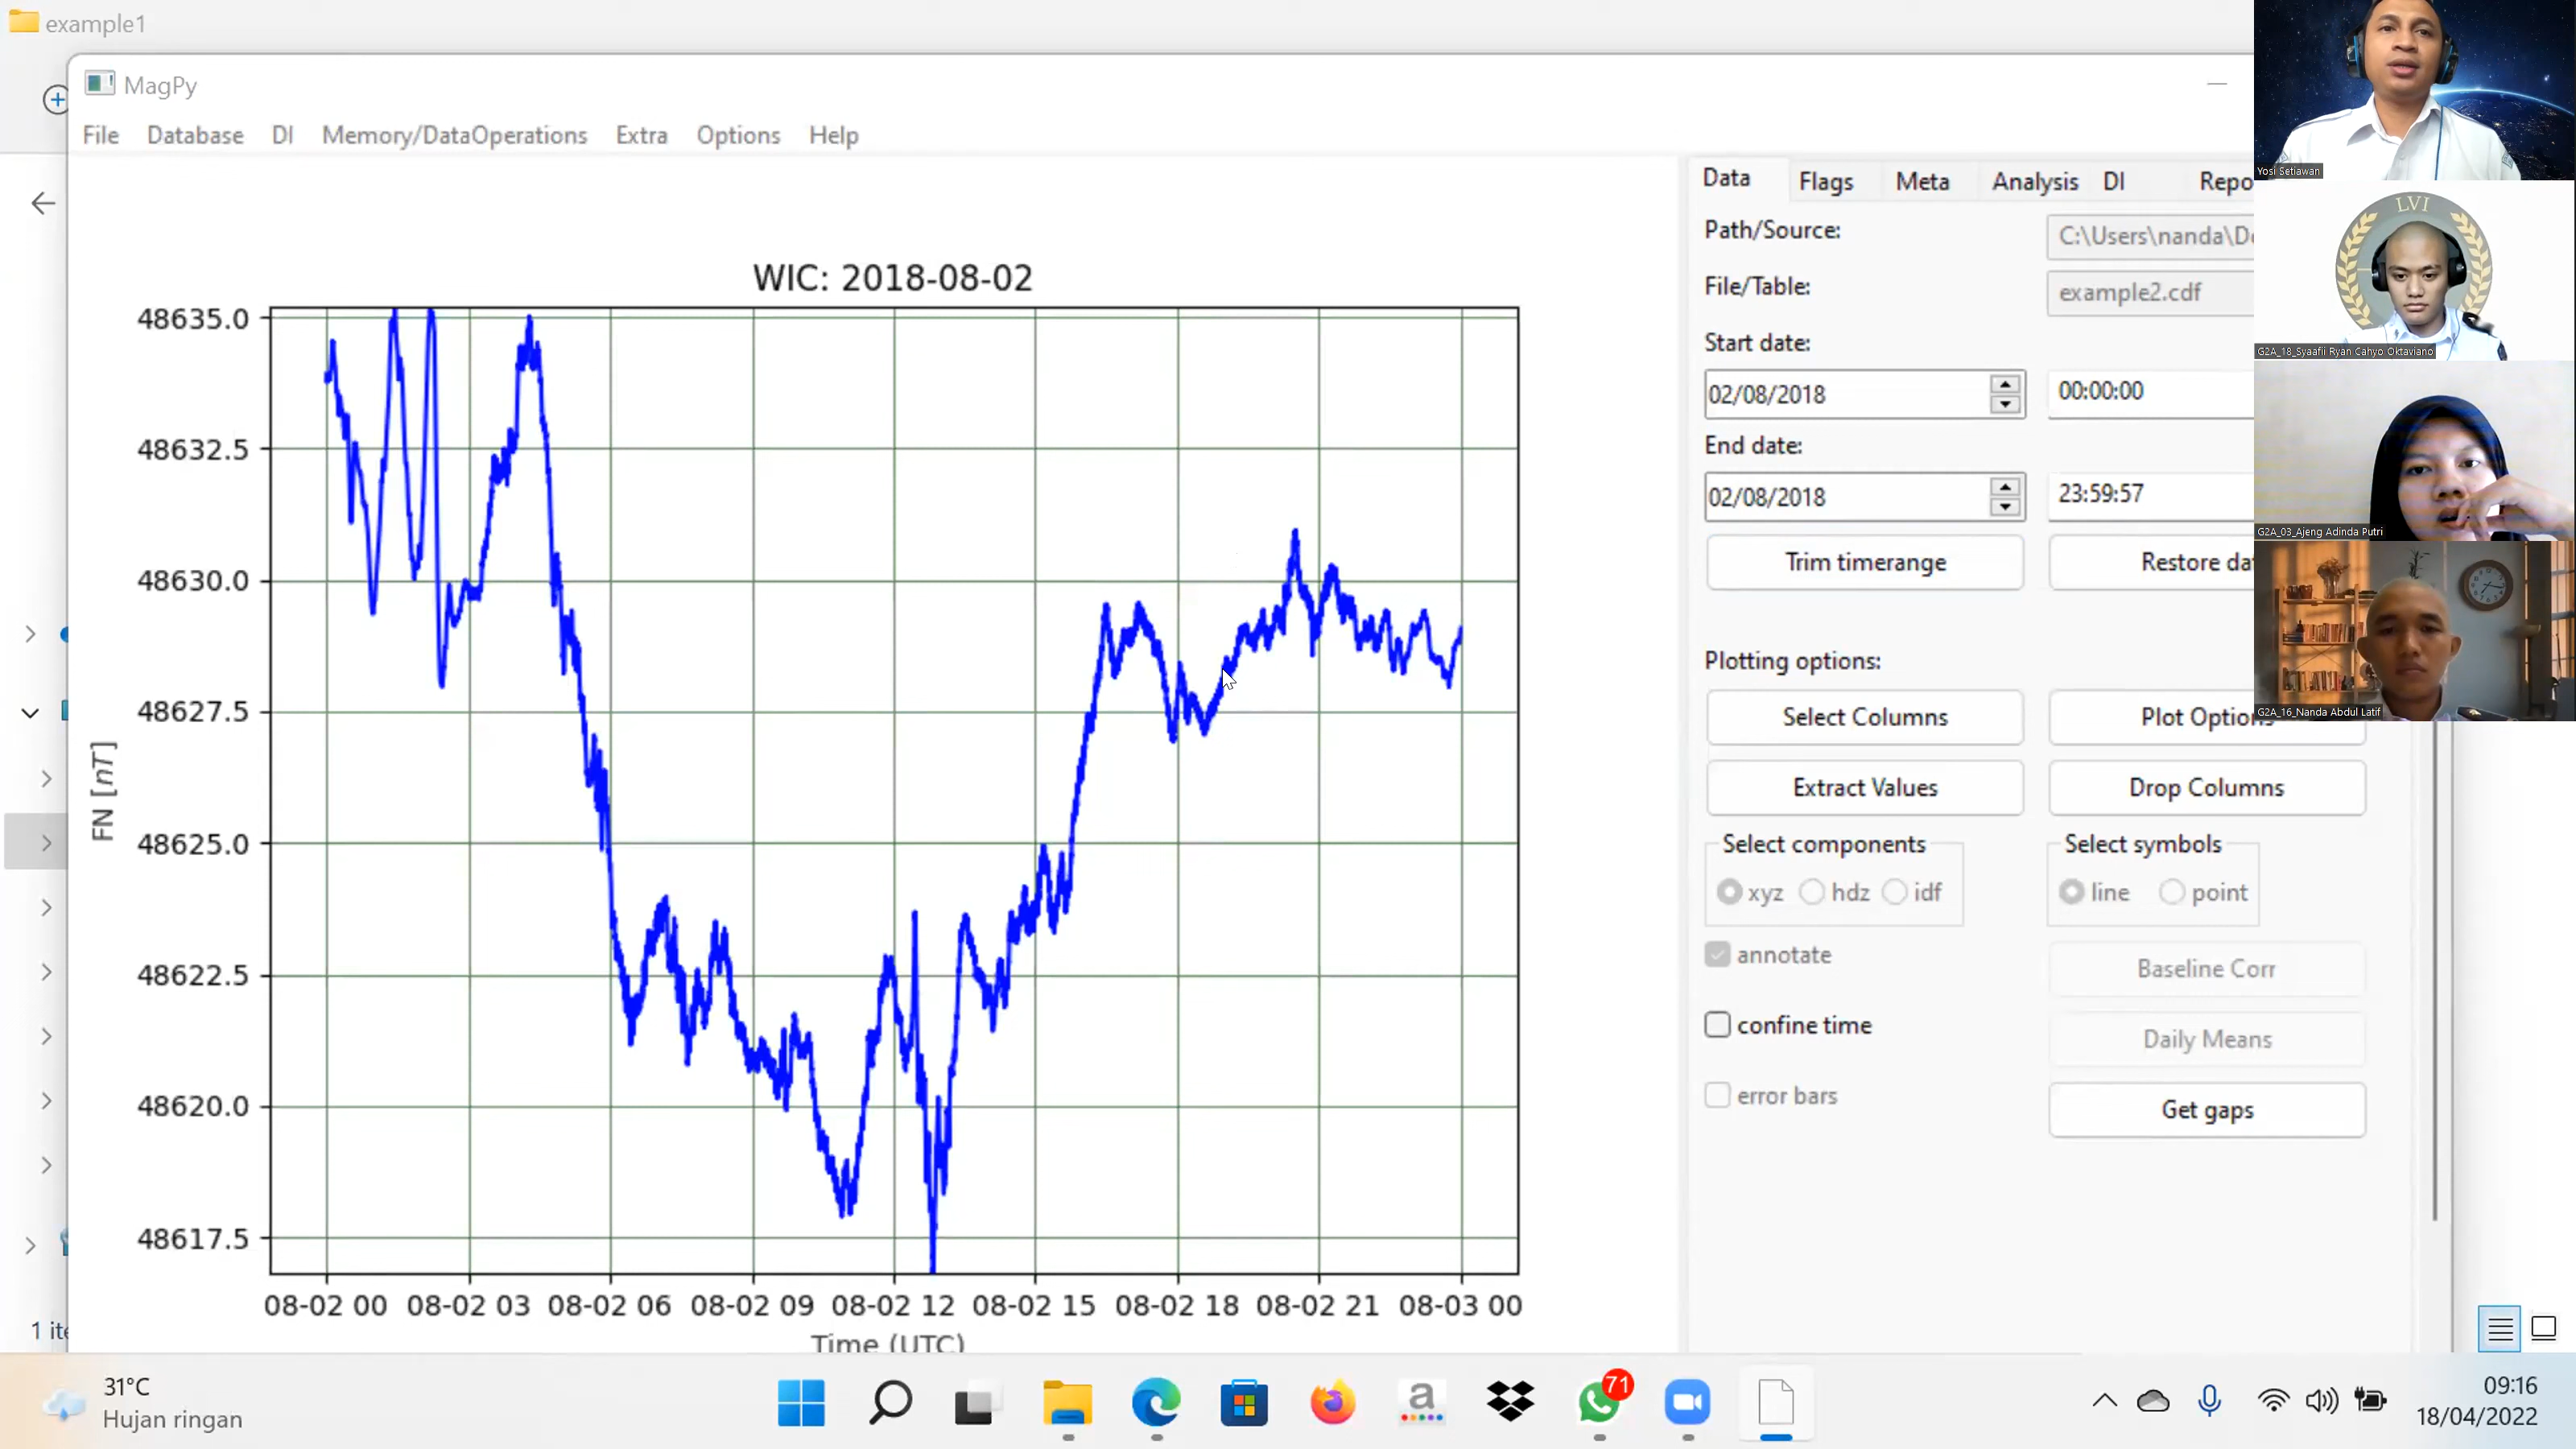 example1
MagPy
File Database DI Memory/DataOperations Extra Options Help
WIC: 2018-08-02
48635.0
48632.5
48630.0
48627.5
48625.0
48622.5
48620.0
48617.5
FN [nT]
08-02 00 08-02 03 08-02 06 08-02 09 08-02 12 08-02 15 08-02 18 08-02 21 08-03 00
Time (UTC)
Data Flags Meta Analysis DI Repo
Path/Source: C:\Users\nanda\D
File/Table: example2.cdf
Start date:
02/08/2018 00:00:00
End date:
02/08/2018 23:59:57
Trim timerange Restore da
Plotting options:
Select Columns Plot Options
Extract Values Drop Columns
Select components Select symbols
xyz hdz idf line point
annotate Baseline Corr
confine time Daily Means
error bars Get gaps
Yosi Setiawan
LVI
G2A_18_Syaafii Ryan Cahyo Oktaviano
G2A_03_Ajeng Adinda Putri
G2A_16_Nanda Abdul Latif
1 ite
31°C
Hujan ringan
a
71
09:16
18/04/2022